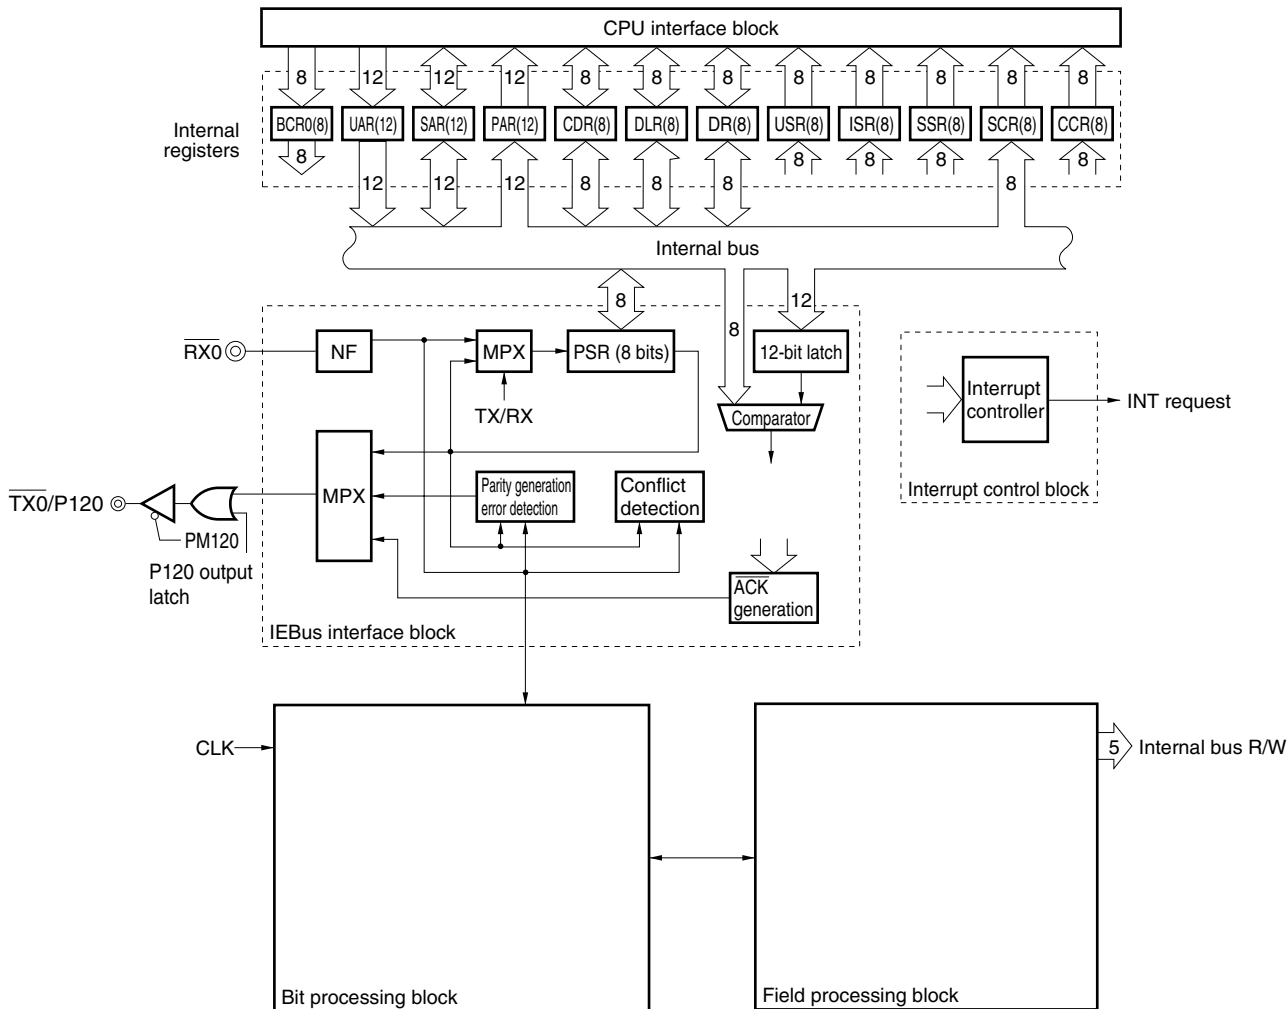 CPU interface block
8 12 12 12 8 8 8 8 8 8 8 8
Internal
registers
BCR0(8) UAR(12) SAR(12) PAR(12) CDR(8) DLR(8) DR(8) USR(8) ISR(8) SSR(8) SCR(8) CCR(8)
8 8 8 8 8
12 12 12 8 8 8 8
Internal bus
8 8 12
RX0
NF
MPX
PSR (8 bits)
12-bit latch
TX/RX
Comparator
Interrupt
controller
INT request
Interrupt control block
TX0/P120
MPX
Parity generation
error detection
Conflict
detection
PM120
P120 output
latch
ACK
generation
IEBus interface block
CLK
5
Internal bus R/W
Bit processing block
Field processing block